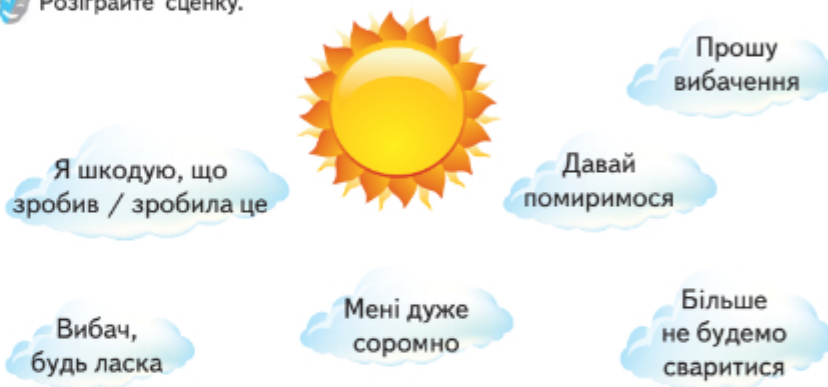 Розіграйте сценку.
Прошу
вибачення
Я шкодую, що
зробив / зробила це
Давай
помиримося
Вибач,
будь ласка
Мені дуже
соромно
Більше
не будемо
сваритися